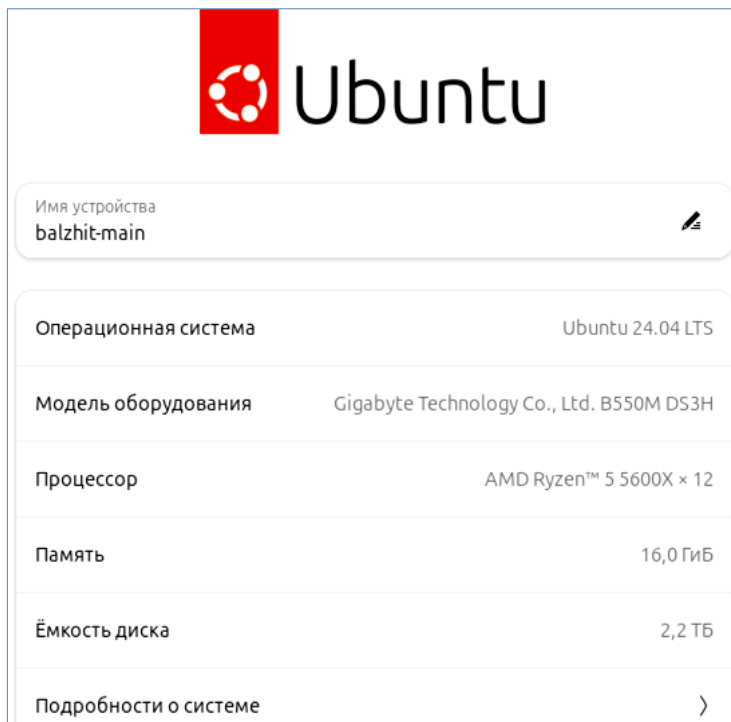 Ubuntu
Имя устройства
balzhit-main
Операционная система Ubuntu 24.04 LTS
Модель оборудования Gigabyte Technology Co., Ltd. B550M DS3H
Процессор AMD Ryzen™ 5 5600X × 12
Память 16,0 ГиБ
Ёмкость диска 2,2 ТБ
Подробности о системе